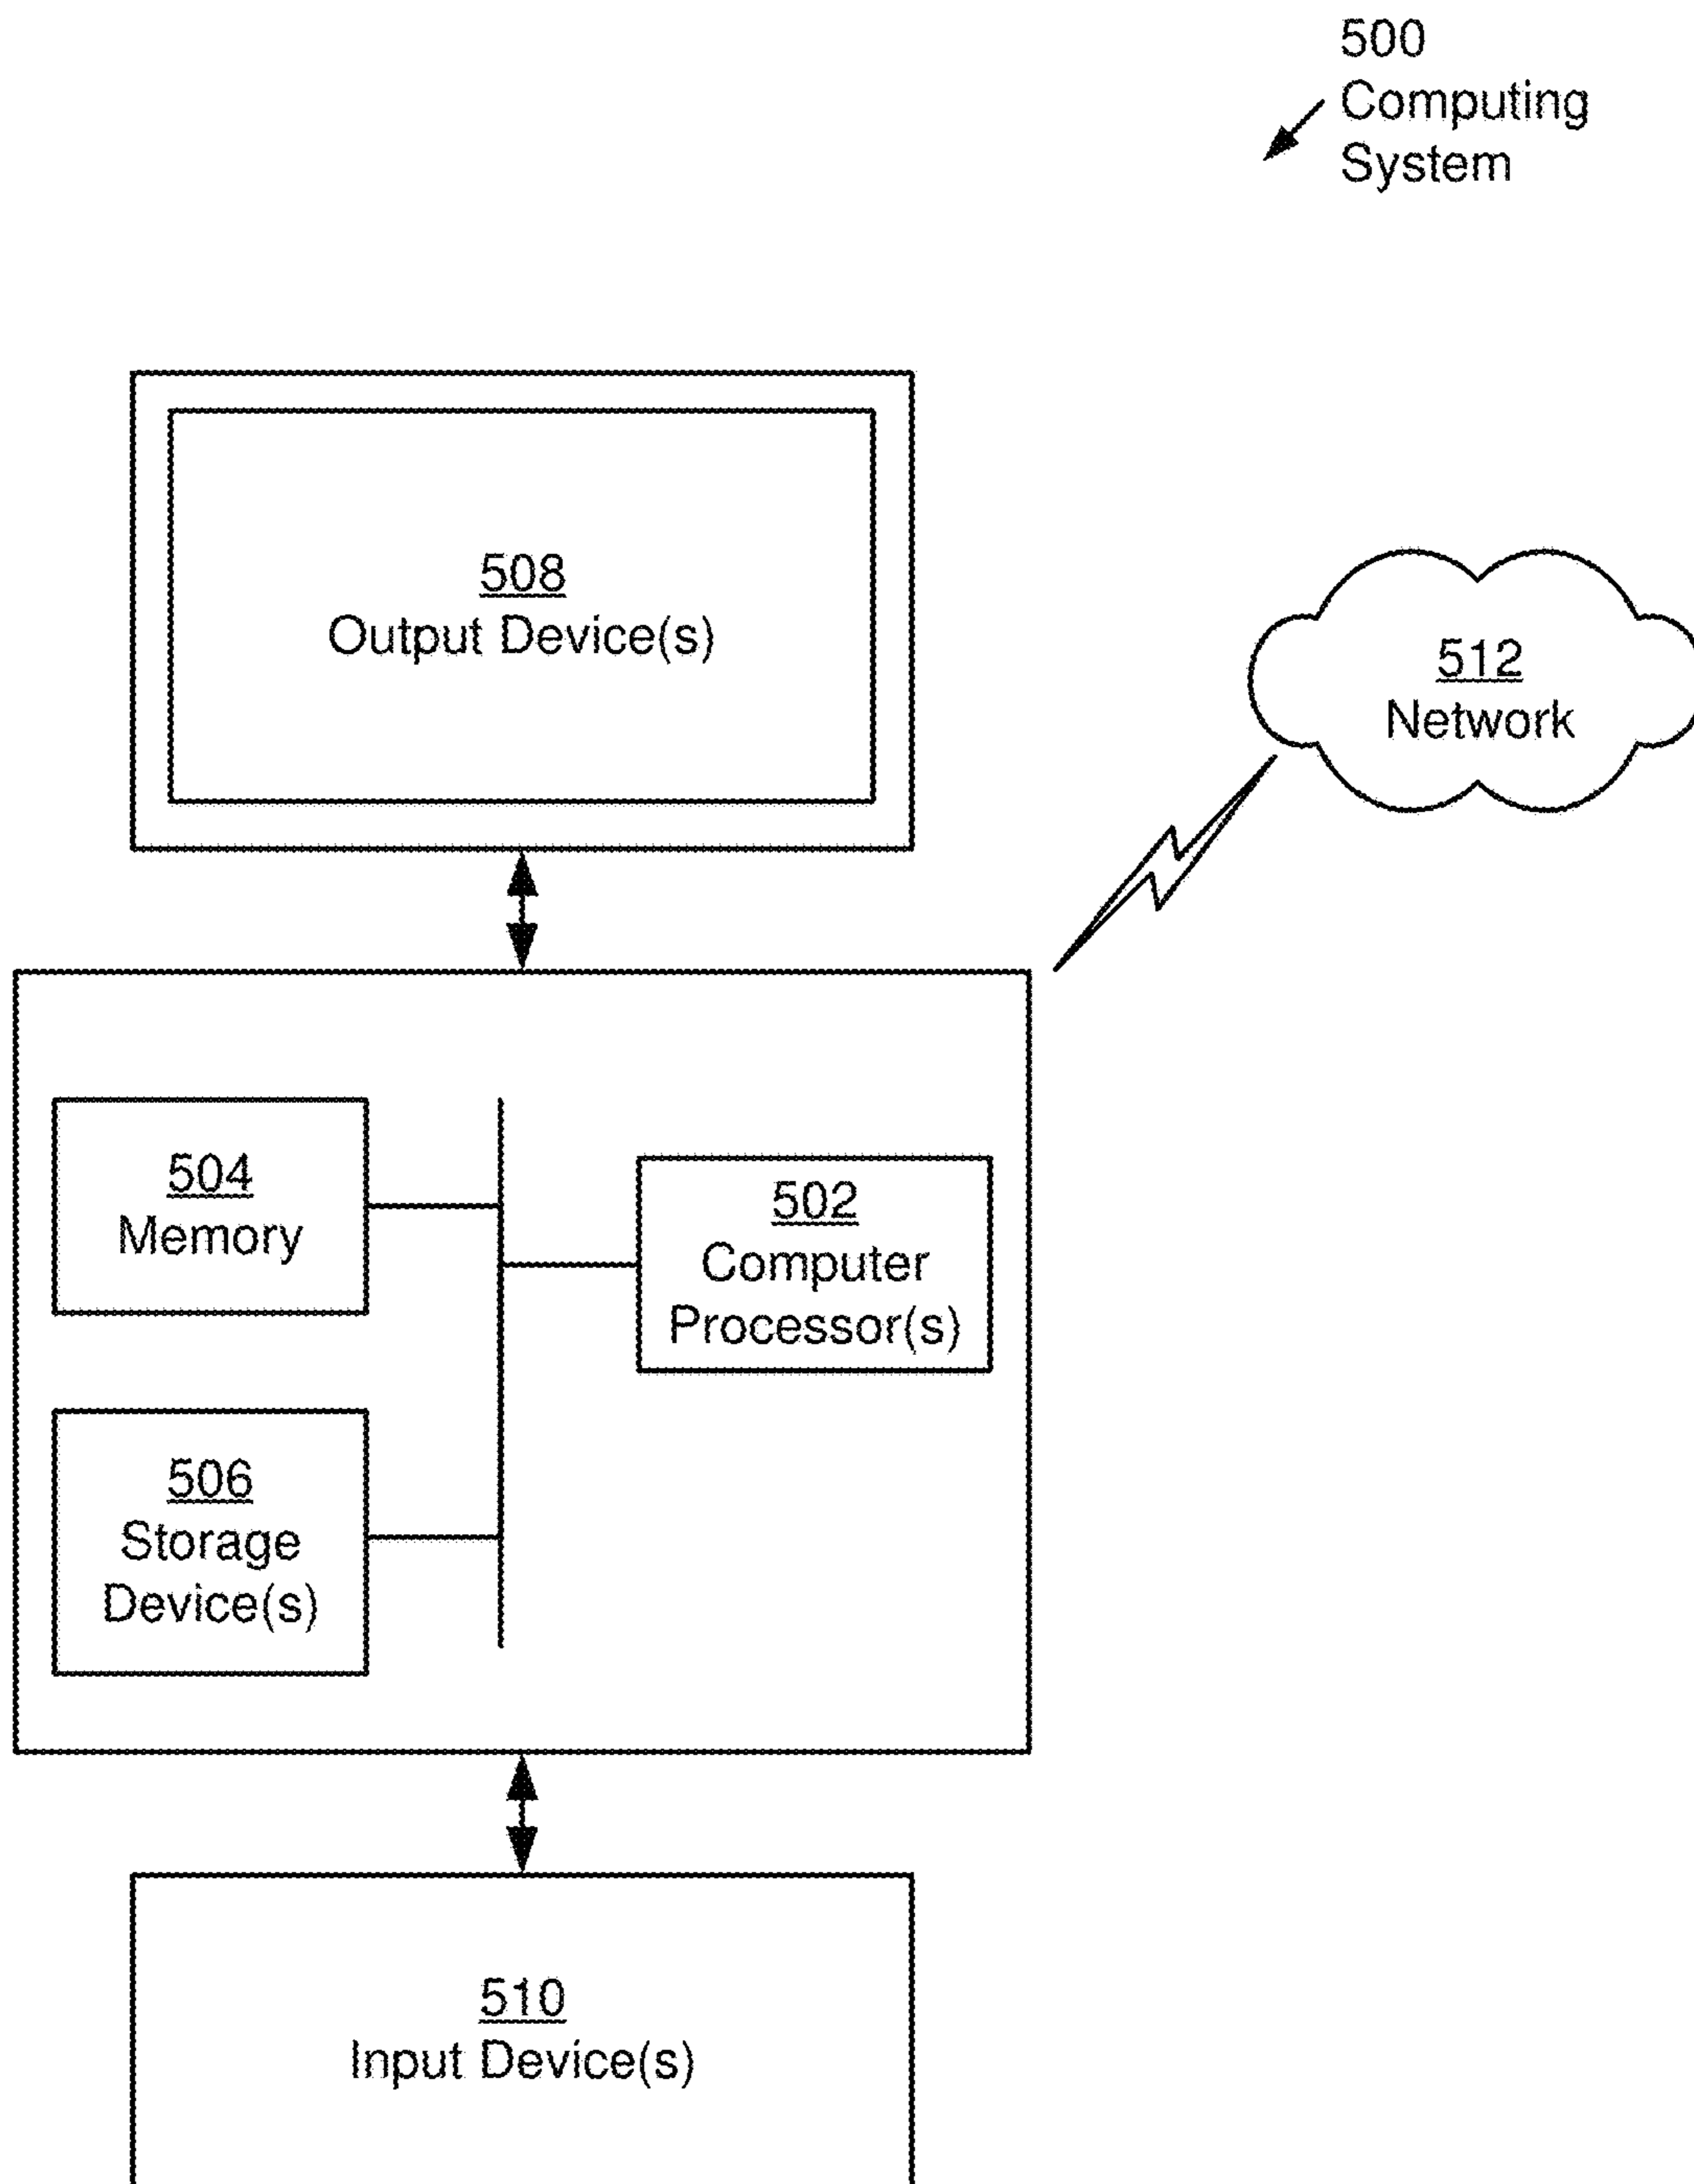 500
Computing
System
508
Output Device(s)
512
Network
504
Memory
502
Computer
Processor(s)
506
Storage
Device(s)
510
Input Device(s)